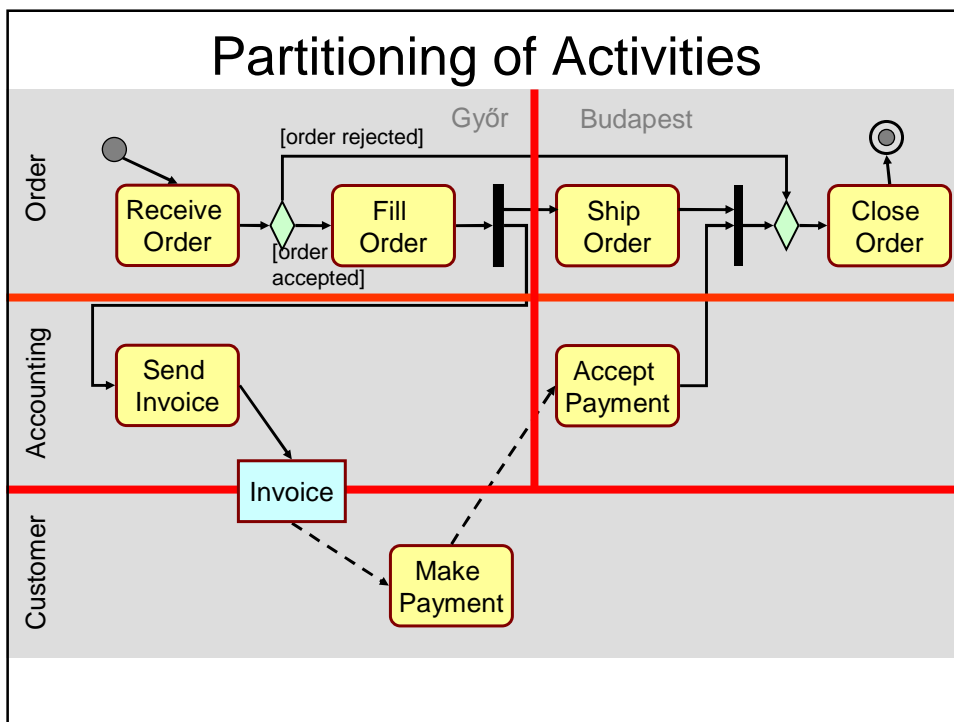 Partitioning of Activities
Győr
Budapest
[order rejected]
Order
Receive
Order
Fill
Order
Ship
Order
Close
Order
[order
accepted]
Accounting
Send
Invoice
Accept
Payment
Invoice
Customer
Make
Payment